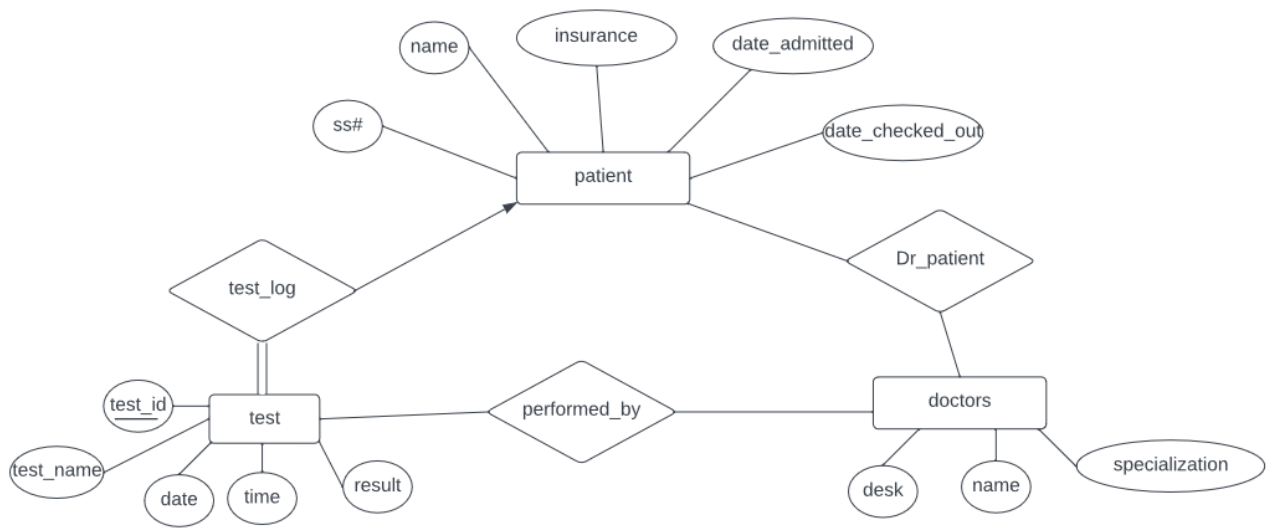 name
insurance
date_admitted
ss#
date_checked_out
patient
Dr_patient
test_log
test_id
test
performed_by
doctors
test_name
date
time
result
desk
name
specialization